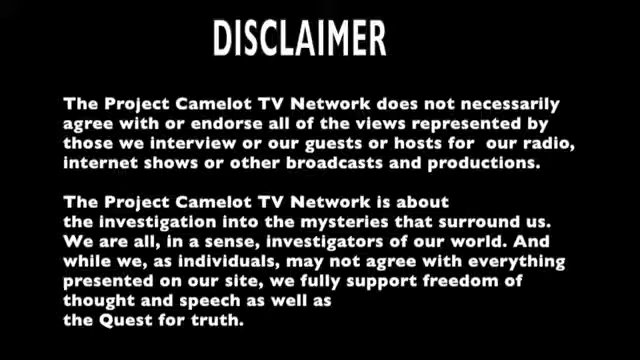 DISCLAIMER
The Project Camelot TV Network does not necessarily
agree with or endorse all of the views represented by
those we interview or our guests or hosts for our radio,
internet shows or other broadcasts and productions.
The Project Camelot TV Network is about
the investigation into the mysteries that surround us.
We are all, in a sense, investigators of our world. And
while we, as individuals, may not agree with everything
presented on our site, we fully support freedom of
thought and speech as well as
the Quest for truth.